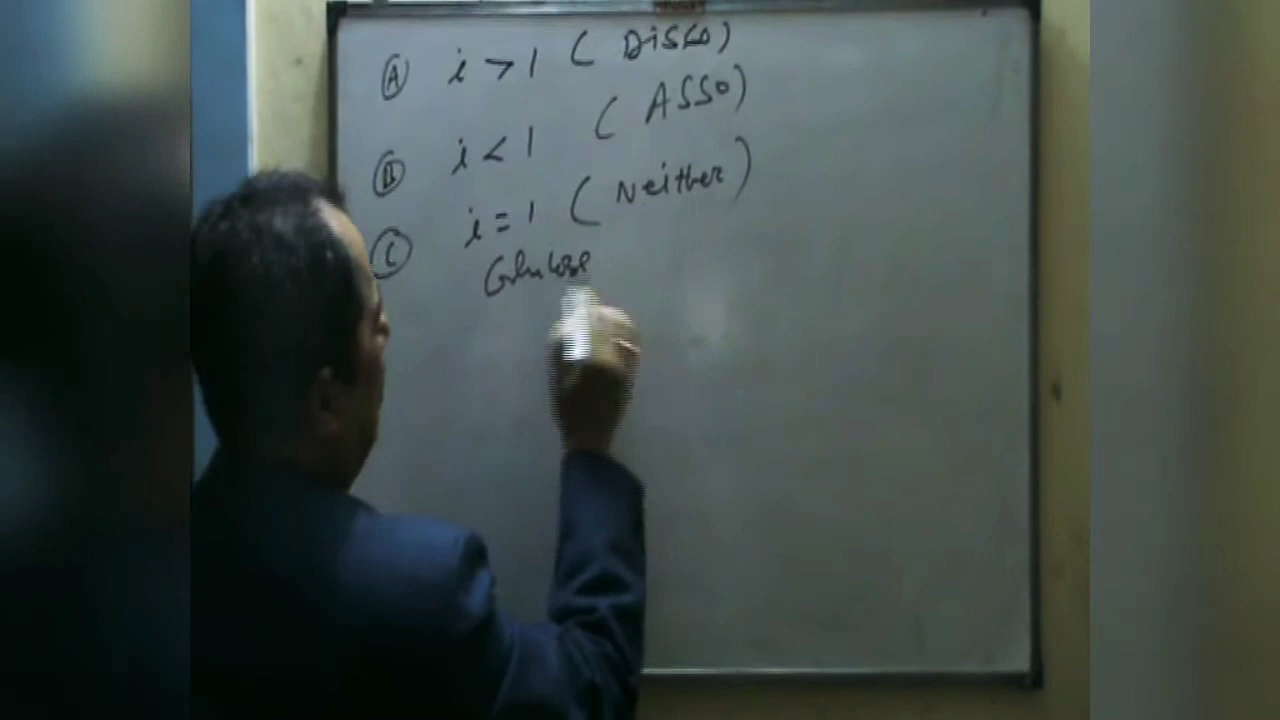 A i > 1 ( Disso)
B i < 1 ( ASSo)
C i = 1 ( Neither )
Glucose